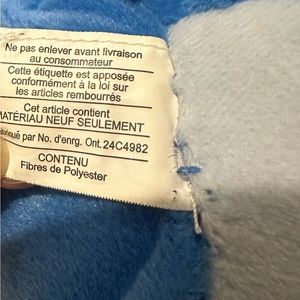 Ne pas enlever avant livraison
au consommateur
Cette étiquette est apposée
conformément à la loi sur
les articles rembourrés
Cet article contient
MATÉRIAU NEUF SEULEMENT
abriqué par No. d'enrg. Ont.24C4982
CONTENU
Fibres de Polyester